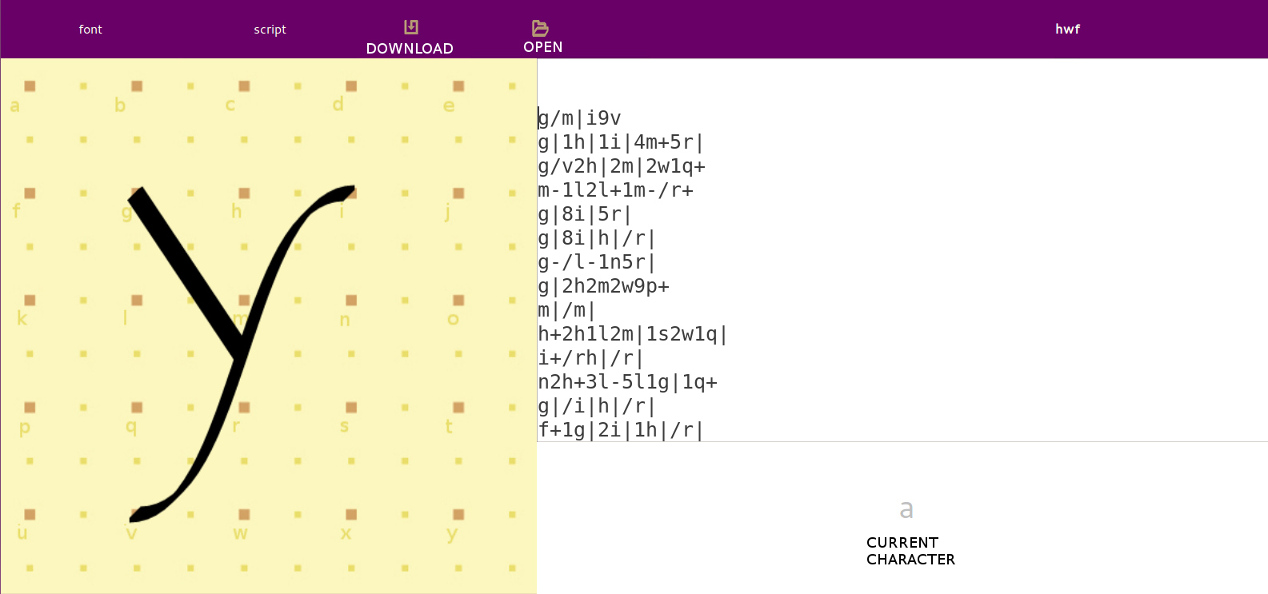 font script DOWNLOAD OPEN hwf
a b c d e
f g h i j
k l m n o
p q r s t
u v w x y
g/m|i9v
g|1h|1i|4m+5r|
g/v2h|2m|2w1q+
m-1l2l+1m-/r+
g|8i|5r|
g|8i|h|/r|
g-/l-1n5r|
g|2h2m2w9p+
m|/m|
h+2h1l2m|1s2w1q|
i+/rh|/r|
n2h+3l-5l1g|1q+
g|/i|h|/r|
f+1g|2i|1h|/r|
a
CURRENT
CHARACTER